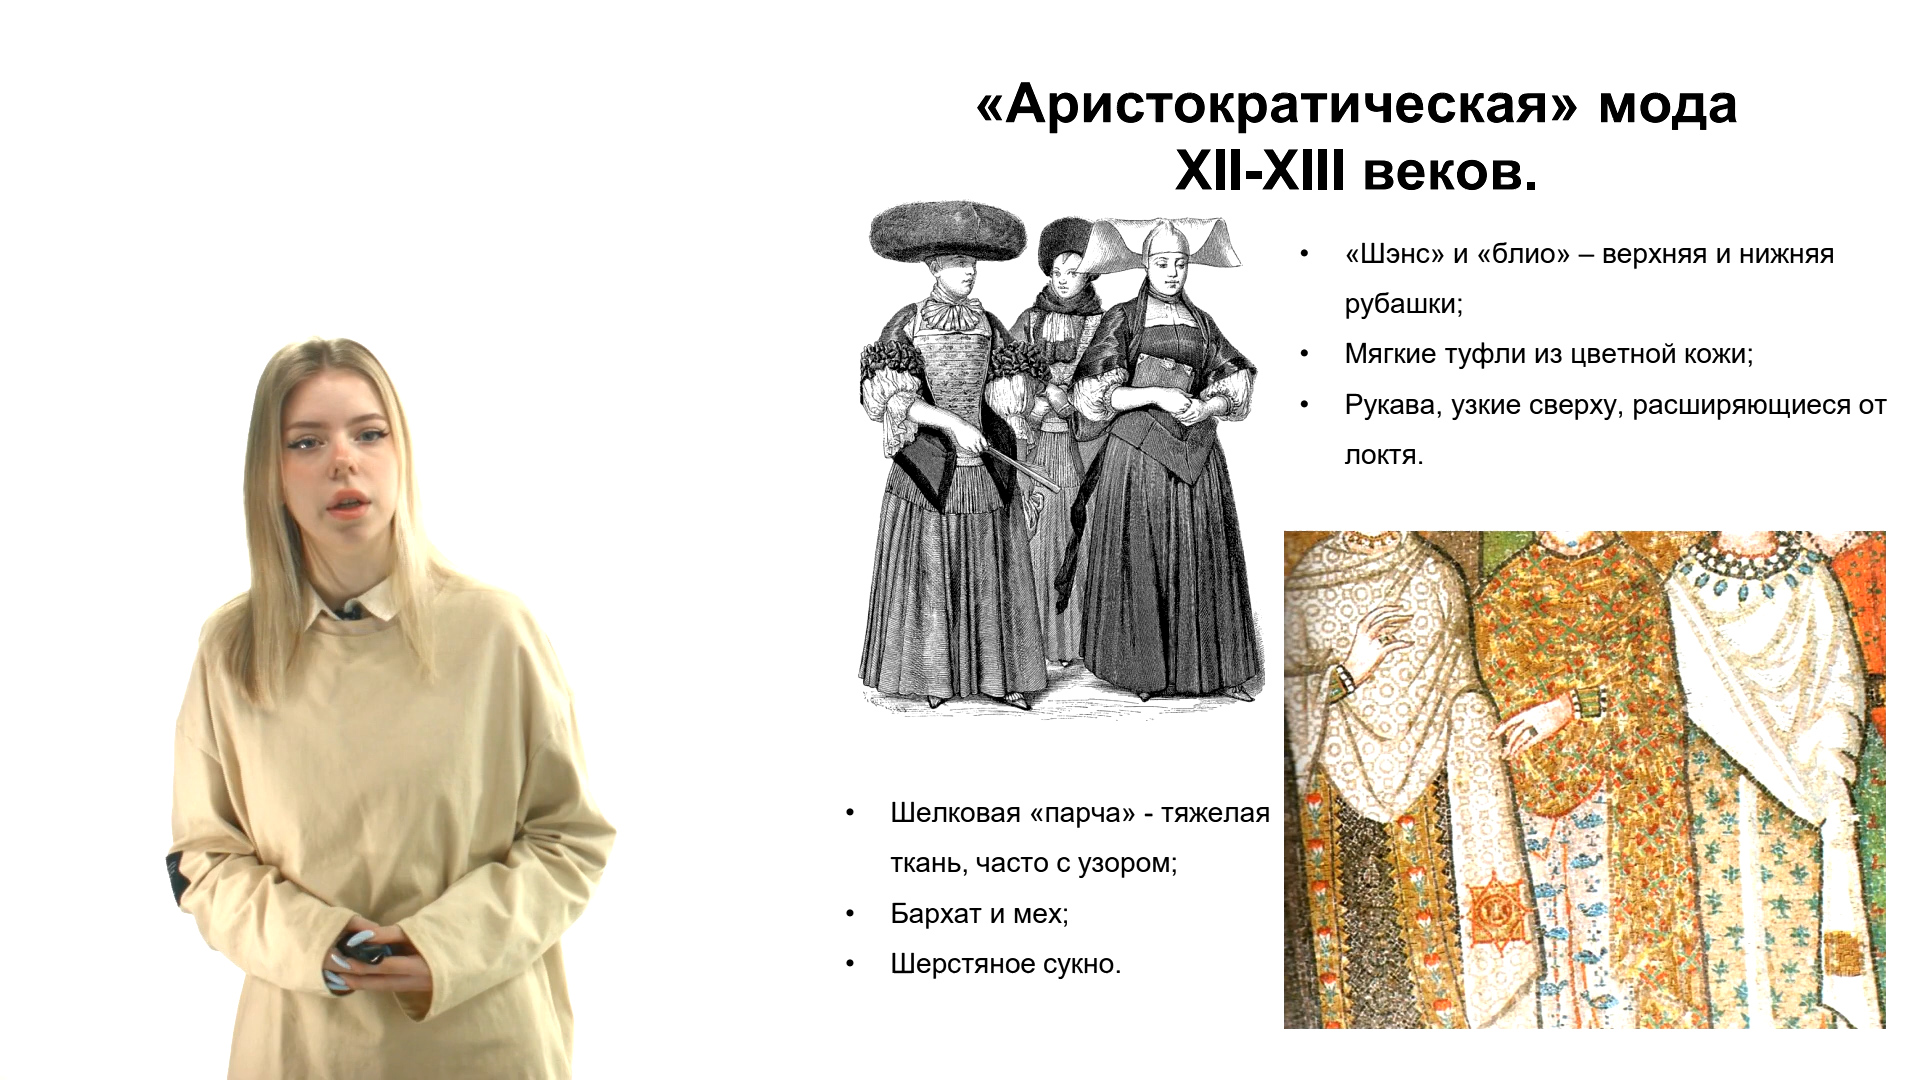 «Аристократическая» мода
XII-XIII веков.
• «Шэнс» и «блио» – верхняя и нижняя
рубашки;
• Мягкие туфли из цветной кожи;
• Рукава, узкие сверху, расширяющиеся от
локтя.
• Шелковая «парча» - тяжелая
ткань, часто с узором;
• Бархат и мех;
• Шерстяное сукно.